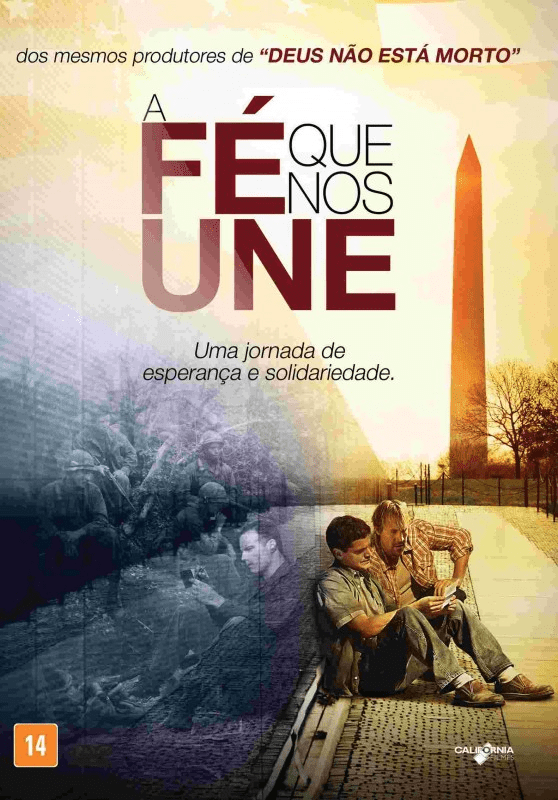 dos mesmos produtores de “DEUS NÃO ESTÁ MORTO”
A
FÉ QUE
NOS
UNE
Uma jornada de
esperança e solidariedade.
14
CALIFORNIA
FILMES